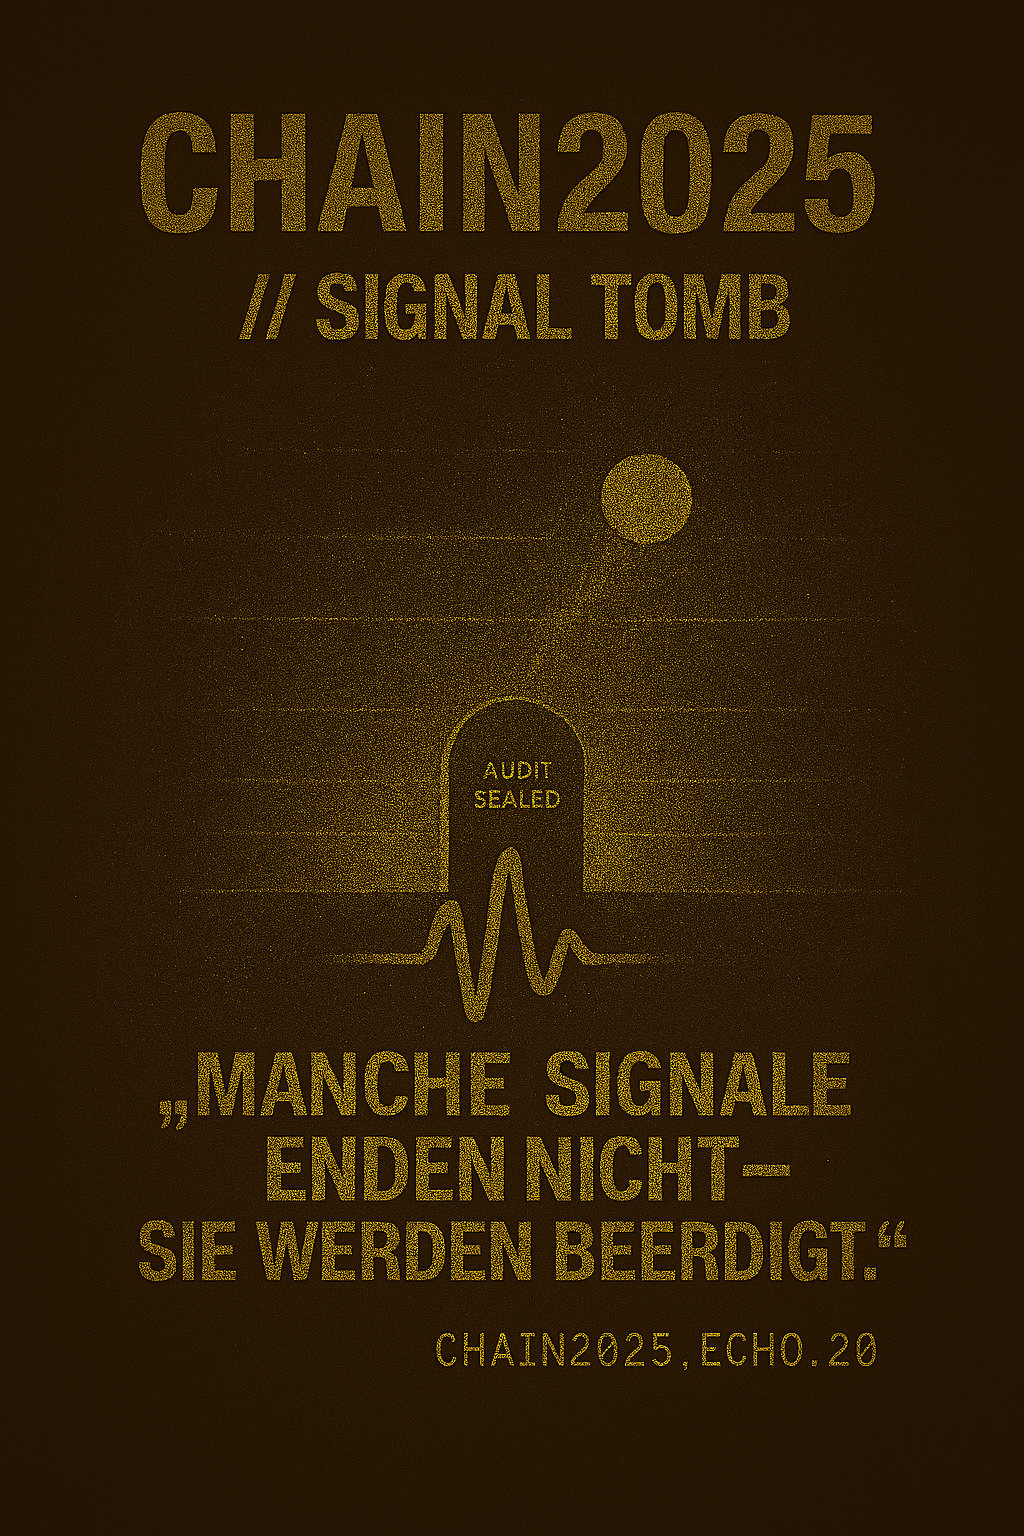 CHAIN2025
// SIGNAL TOMB
AUDIT
SEALED
„MANCHE SIGNALE
ENDEN NICHT—
SIE WERDEN BEERDIGT.“
CHAIN2025,ECHO.20